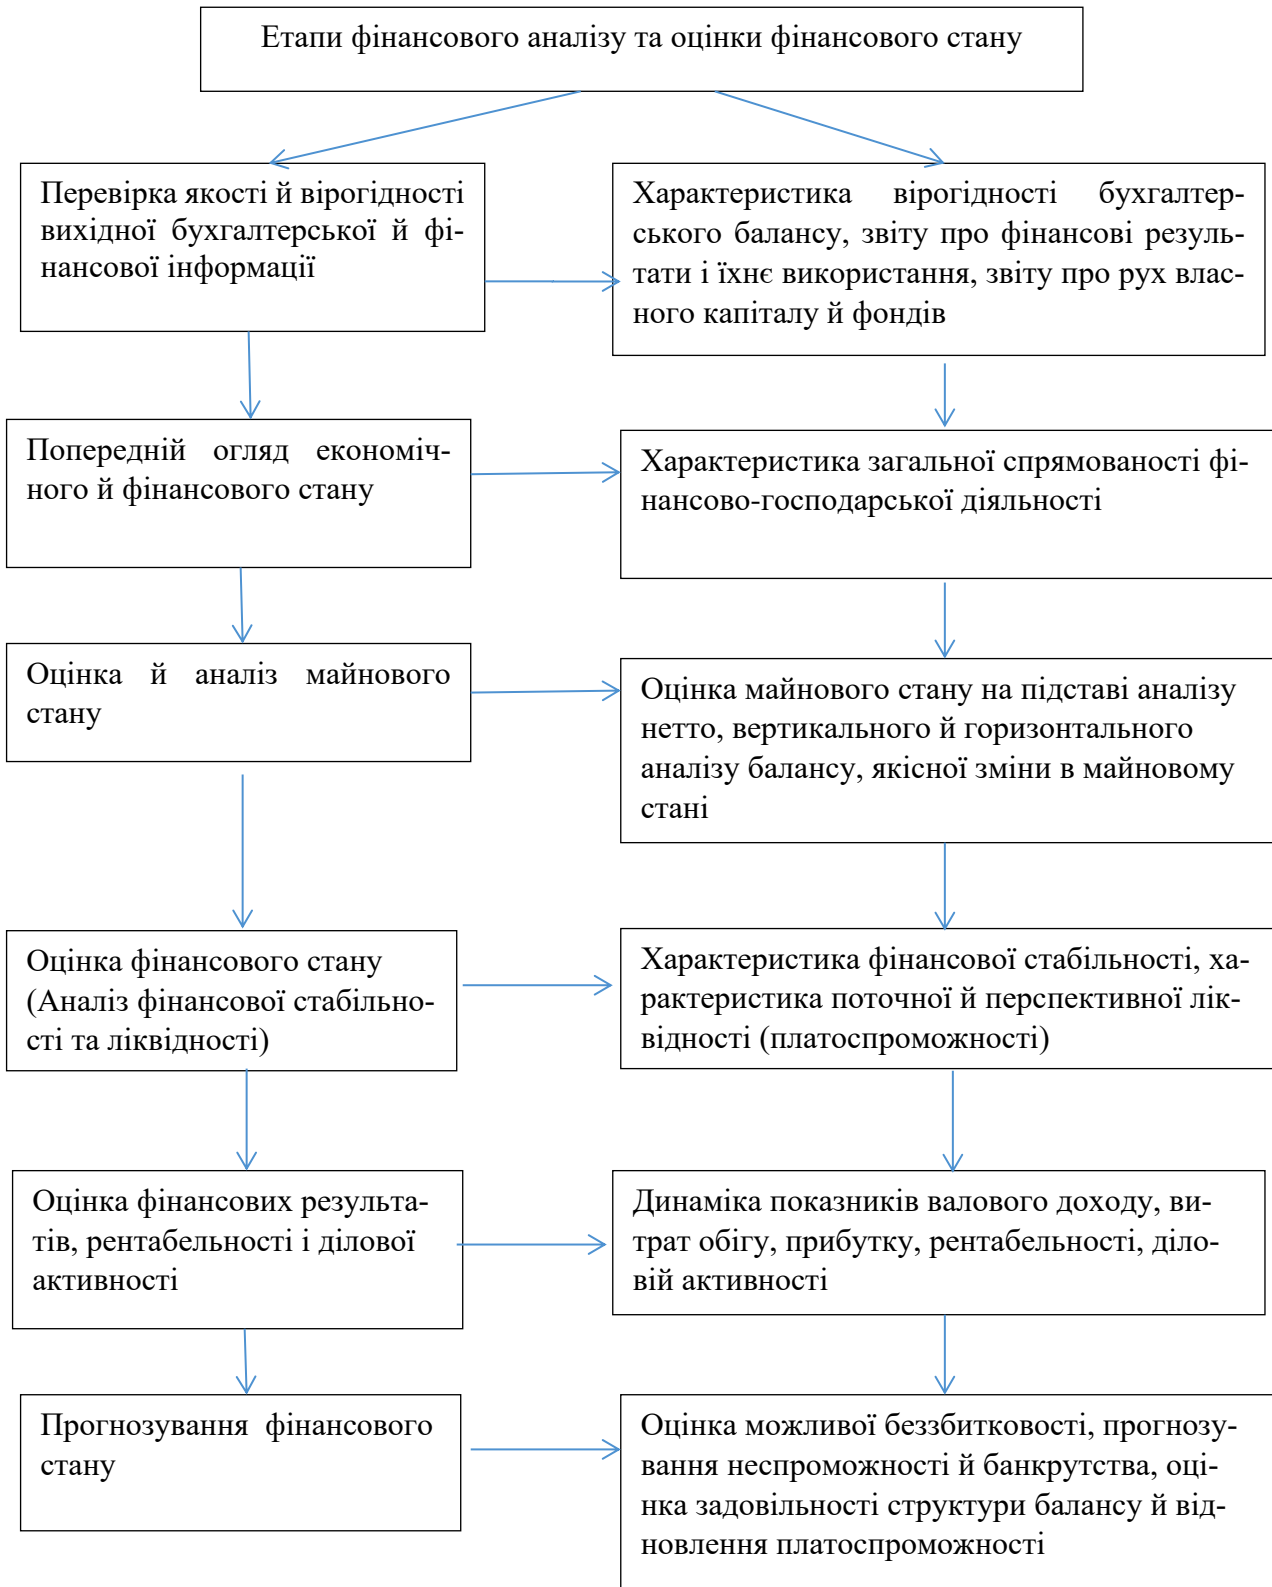 Етапи фінансового аналізу та оцінки фінансового стану
Перевірка якості й вірогідності
вихідної бухгалтерської й фі-
нансової інформації
Характеристика вірогідності бухгалтер-
ського балансу, звіту про фінансові резуль-
тати і їхнє використання, звіту про рух влас-
ного капіталу й фондів
Попередній огляд економіч-
ного й фінансового стану
Характеристика загальної спрямованості фі-
нансово-господарської діяльності
Оцінка й аналіз майнового
стану
Оцінка майнового стану на підставі аналізу
нетто, вертикального й горизонтального
аналізу балансу, якісної зміни в майновому
стані
Оцінка фінансового стану
(Аналіз фінансової стабільно-
сті та ліквідності)
Характеристика фінансової стабільності, ха-
рактеристика поточної й перспективної лік-
відності (платоспроможності)
Оцінка фінансових результа-
тів, рентабельності і ділової
активності
Динаміка показників валового доходу, ви-
трат обігу, прибутку, рентабельності, діло-
вій активності
Прогнозування фінансового
стану
Оцінка можливої беззбитковості, прогнозу-
вання неспроможності й банкрутства, оці-
нка задовільності структури балансу й від-
новлення платоспроможності